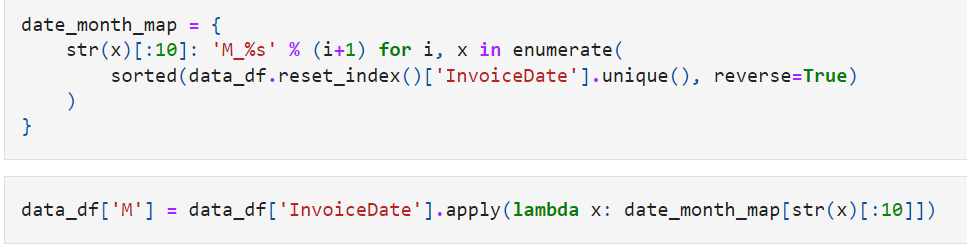 date_month_map = {
    str(x)[:10]: 'M_%s' % (i+1) for i, x in enumerate(
        sorted(data_df.reset_index()['InvoiceDate'].unique(), reverse=True)
    )
}
data_df['M'] = data_df['InvoiceDate'].apply(lambda x: date_month_map[str(x)[:10]])